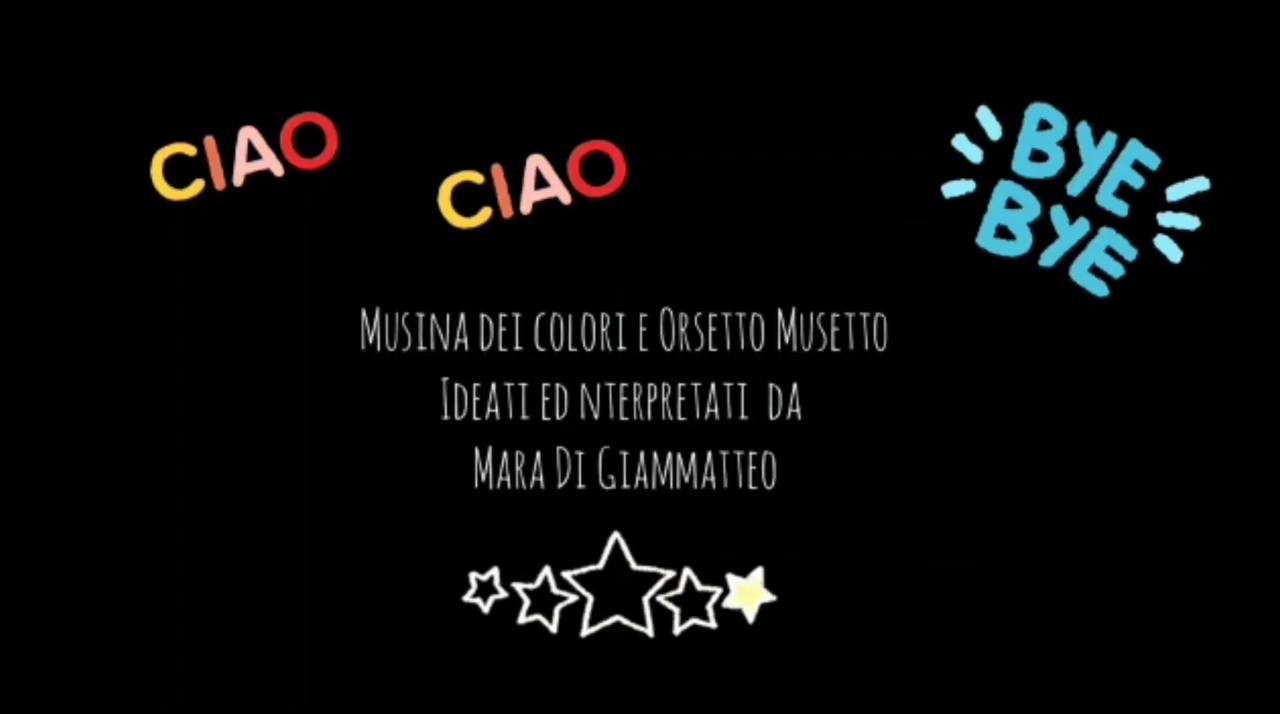 CIAO
CIAO
BYE
BYE
Musina dei colori e Orsetto Musetto
Ideati ed nterpretati da
Mara Di Giammatteo